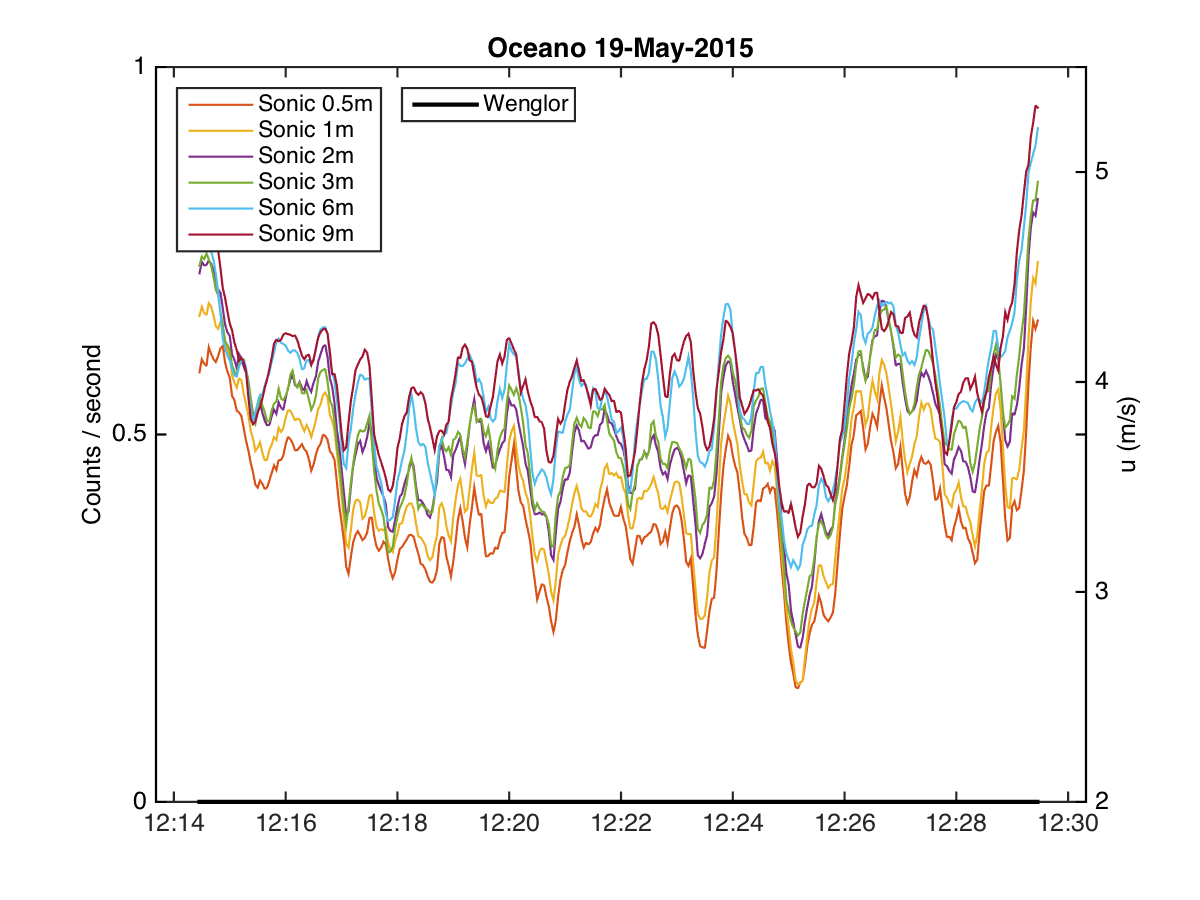 Oceano 19-May-2015
1
0.5
0
Counts / second
Sonic 0.5m
Sonic 1m
Sonic 2m
Sonic 3m
Sonic 6m
Sonic 9m
Wenglor
5
4
3
2
u (m/s)
12:14 12:16 12:18 12:20 12:22 12:24 12:26 12:28 12:30